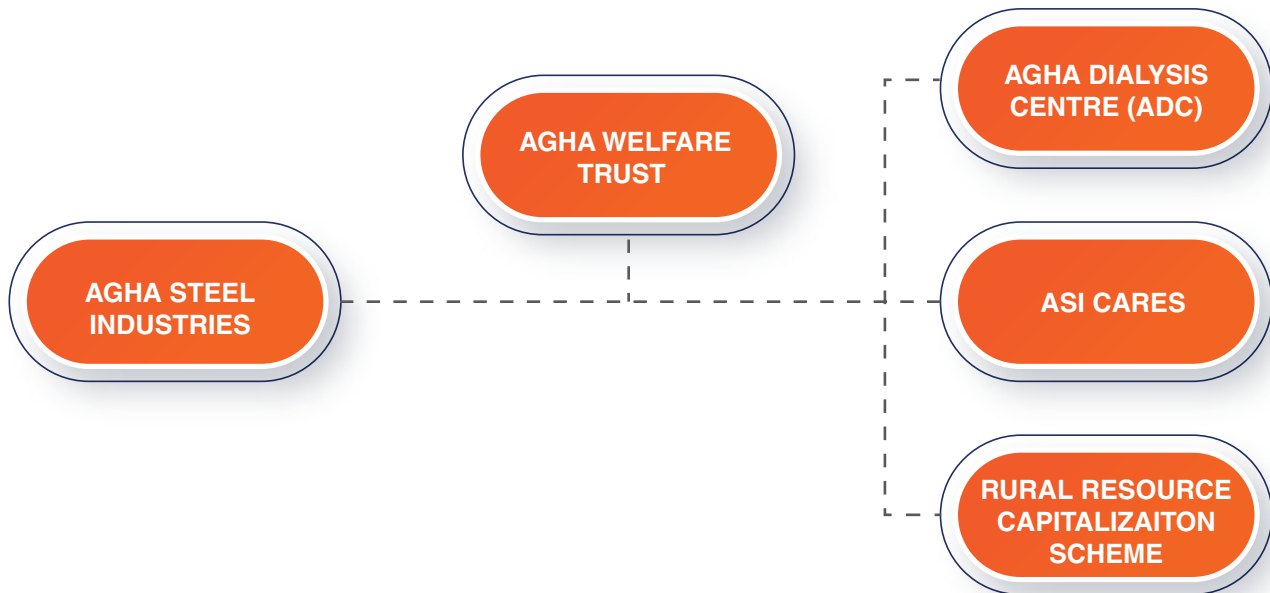 AGHA STEEL
INDUSTRIES
AGHA WELFARE
TRUST
AGHA DIALYSIS
CENTRE (ADC)
ASI CARES
RURAL RESOURCE
CAPITALIZAITON
SCHEME